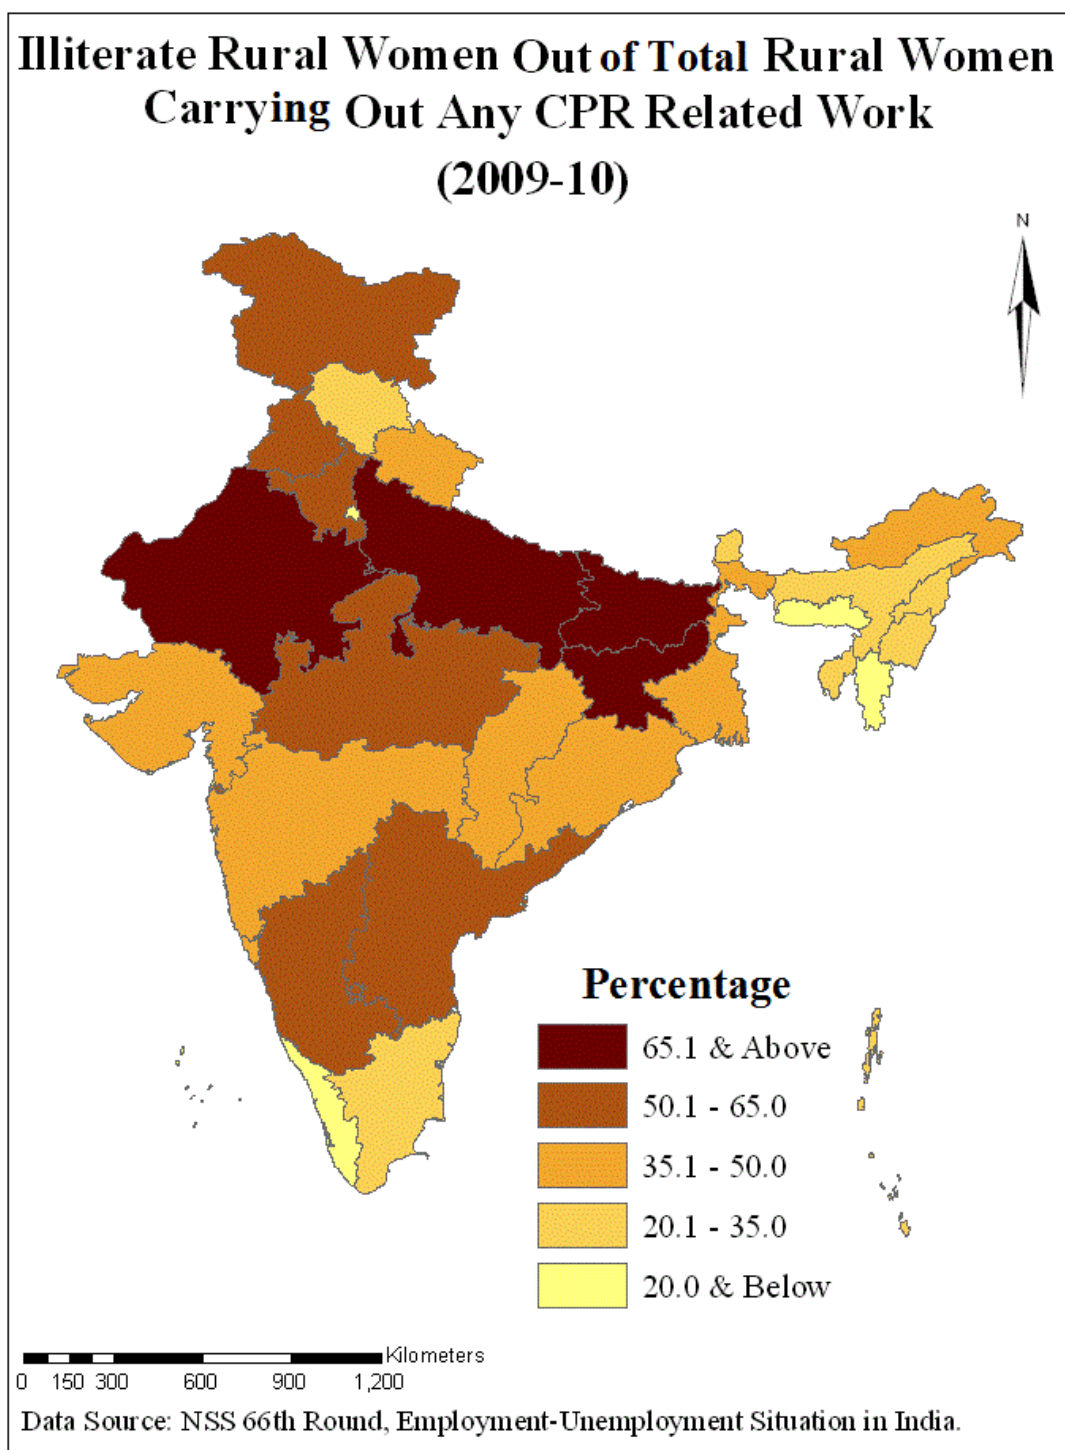 Illiterate Rural Women Out of Total Rural Women
Carrying Out Any CPR Related Work
(2009-10)
N
Percentage
65.1 & Above
50.1 - 65.0
35.1 - 50.0
20.1 - 35.0
20.0 & Below
Kilometers
0 150 300 600 900 1,200
Data Source: NSS 66th Round, Employment-Unemployment Situation in India.